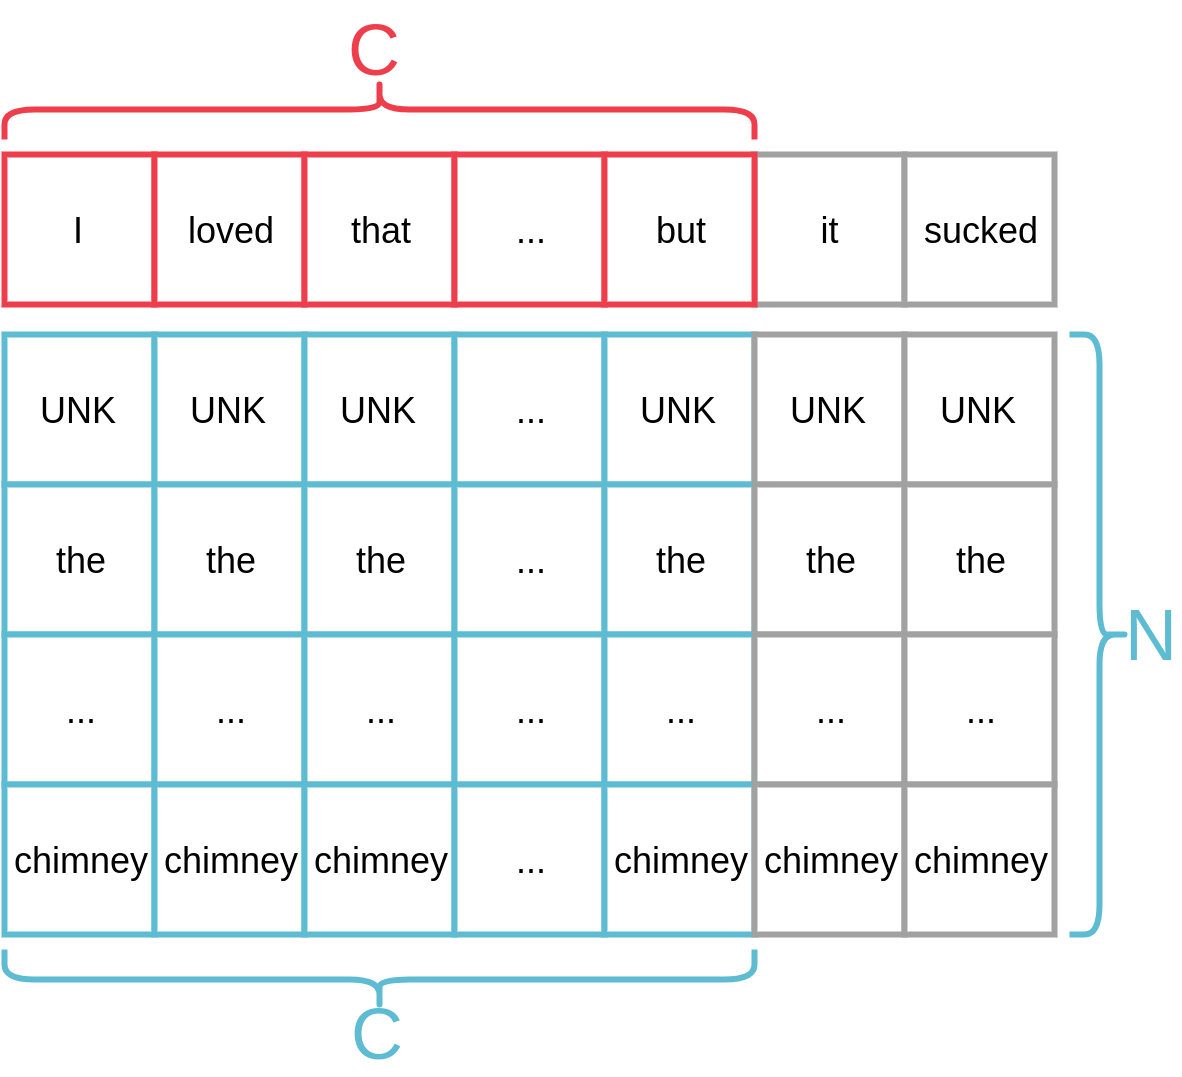 C
I loved that ... but it sucked
UNK UNK UNK ... UNK UNK UNK
the the the ... the the the
... ... ... ... ... ... ...
N
chimney chimney chimney ... chimney chimney chimney
C